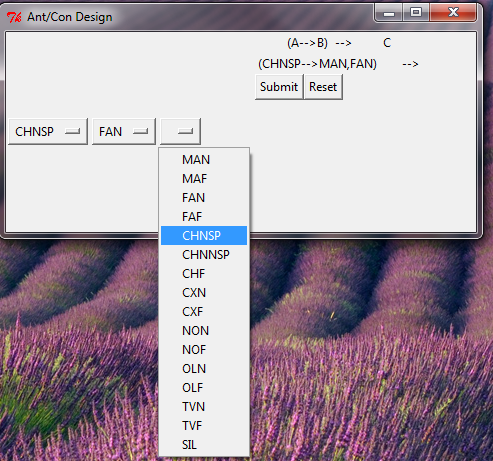 Ant/Con Design
(A-->B) --> C
(CHNSP-->MAN,FAN) -->
Submit Reset
CHNSP FAN
MAN
MAF
FAN
FAF
CHNSP
CHNNSP
CHF
CXN
CXF
NON
NOF
OLN
OLF
TVN
TVF
SIL